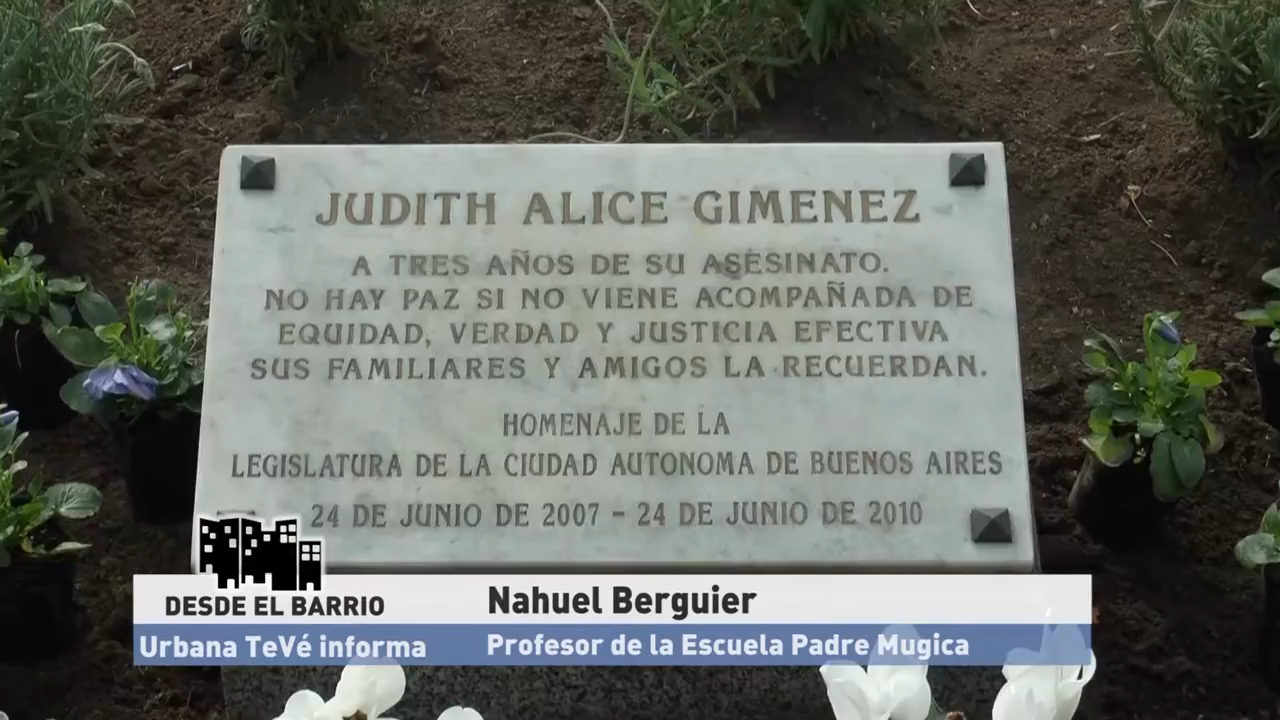 JUDITH ALICE GIMENEZ
A TRES AÑOS DE SU ASESINATO.
NO HAY PAZ SI NO VIENE ACOMPAÑADA DE
EQUIDAD, VERDAD Y JUSTICIA EFECTIVA
SUS FAMILIARES Y AMIGOS LA RECUERDAN.
HOMENAJE DE LA
LEGISLATURA DE LA CIUDAD AUTONOMA DE BUENOS AIRES
24 DE JUNIO DE 2007 - 24 DE JUNIO DE 2010
DESDE EL BARRIO
Nahuel Berguier
Urbana TeVé informa
Profesor de la Escuela Padre Mugica